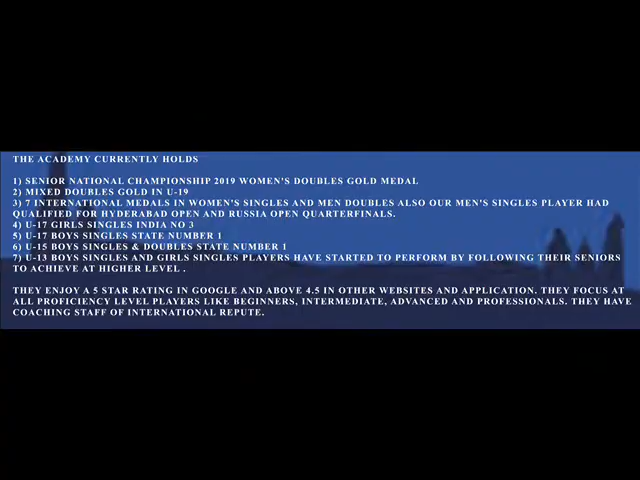 THE ACADEMY CURRENTLY HOLDS
1) SENIOR NATIONAL CHAMPIONSHIP 2019 WOMEN'S DOUBLES GOLD MEDAL
2) MIXED DOUBLES GOLD IN U-19
3) 7 INTERNATIONAL MEDALS IN WOMEN'S SINGLES AND MEN DOUBLES ALSO OUR MEN'S SINGLES PLAYER HAD
QUALIFIED FOR HYDERABAD OPEN AND RUSSIA OPEN QUARTERFINALS.
4) U-17 GIRLS SINGLES INDIA NO 3
5) U-17 BOYS SINGLES STATE NUMBER 1
6) U-15 BOYS SINGLES & DOUBLES STATE NUMBER 1
7) U-13 BOYS SINGLES AND GIRLS SINGLES PLAYERS HAVE STARTED TO PERFORM BY FOLLOWING THEIR SENIORS
TO ACHIEVE AT HIGHER LEVEL .
THEY ENJOY A 5 STAR RATING IN GOOGLE AND ABOVE 4.5 IN OTHER WEBSITES AND APPLICATION. THEY FOCUS AT
ALL PROFICIENCY LEVEL PLAYERS LIKE BEGINNERS, INTERMEDIATE, ADVANCED AND PROFESSIONALS. THEY HAVE
COACHING STAFF OF INTERNATIONAL REPUTE.